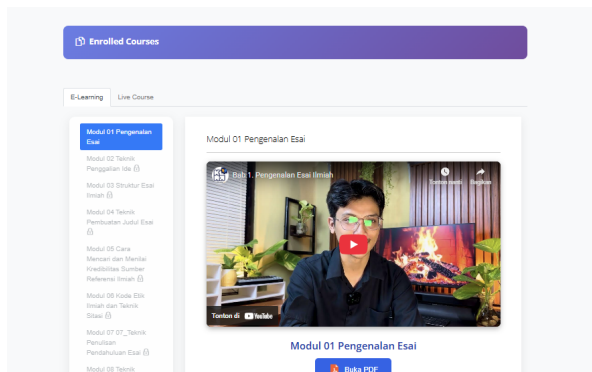 Enrolled Courses
E-Learning
Live Course
Modul 01 Pengenalan
Esai
Modul 02 Teknik
Penggalian Ide
Modul 03 Struktur Esai
Ilmiah
Modul 04 Teknik
Pembuatan Judul Esai
Modul 05 Cara
Mencari dan Menilai
Kredibilitas Sumber
Referensi Ilmiah
Modul 06 Kode Etik
Ilmiah dan Teknik
Sitasi
Modul 07 07_Teknik
Penulisan
Pendahuluan Esai
Modul 08 Teknik
Modul 01 Pengenalan Esai
Bab 1. Pengenalan Esai Ilmiah
Tonton nanti
Bagikan
Tonton di YouTube
Modul 01 Pengenalan Esai
Buka PDF